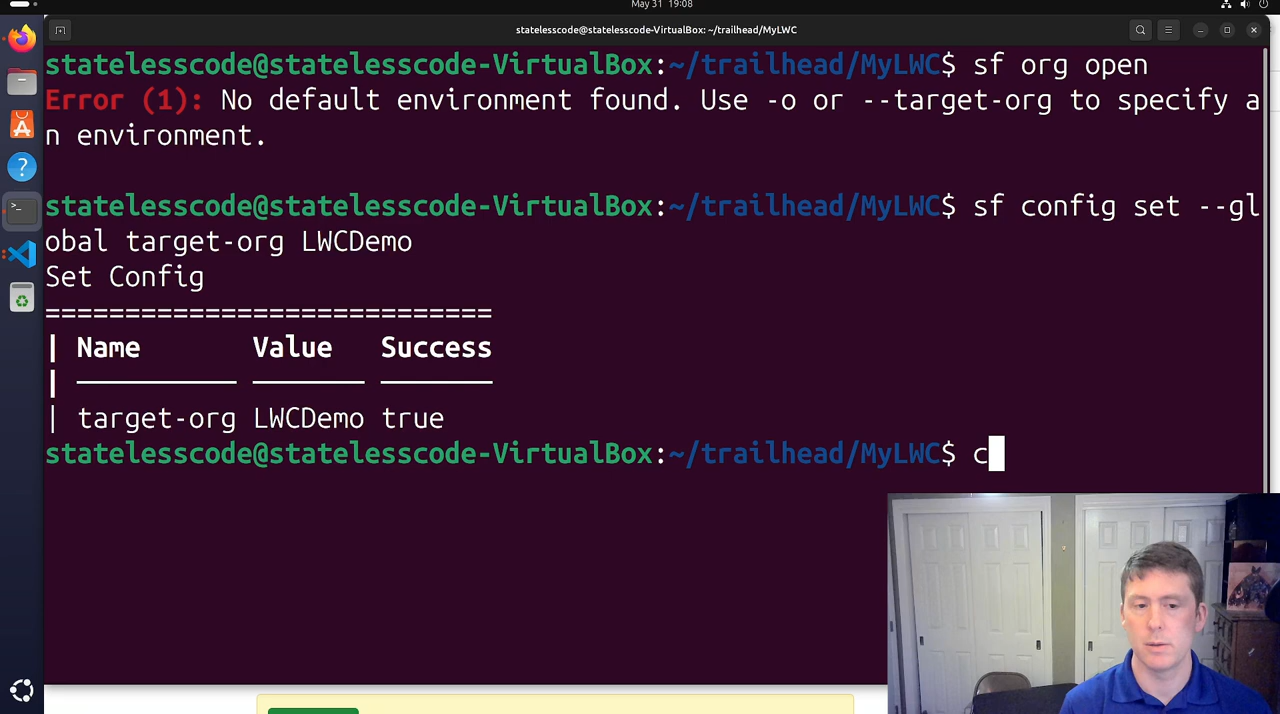 May 31 19:08
statelesscode@statelesscode-VirtualBox: ~/trailhead/MyLWC
statelesscode@statelesscode-VirtualBox:~/trailhead/MyLWC$ sf org open
Error (1): No default environment found. Use -o or --target-org to specify a
n environment.
statelesscode@statelesscode-VirtualBox:~/trailhead/MyLWC$ sf config set --gl
obal target-org LWCDemo
Set Config
============================
| Name Value Success
| ────────── ─────── ───────
| target-org LWCDemo true
statelesscode@statelesscode-VirtualBox:~/trailhead/MyLWC$ c